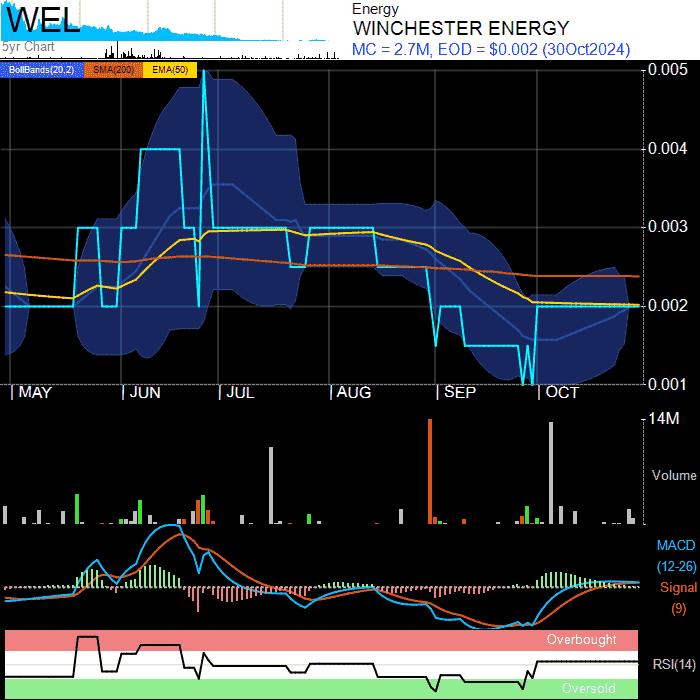 WEL
5yr Chart
Energy
WINCHESTER ENERGY
MC = 2.7M, EOD = $0.002 (30Oct2024)
BollBands(20,2) SMA(200) EMA(50)
0.005
0.004
0.003
0.002
0.001
MAY JUN JUL AUG SEP OCT
14M
Volume
MACD
(12-26)
Signal
(9)
Overbought
RSI(14)
Oversold